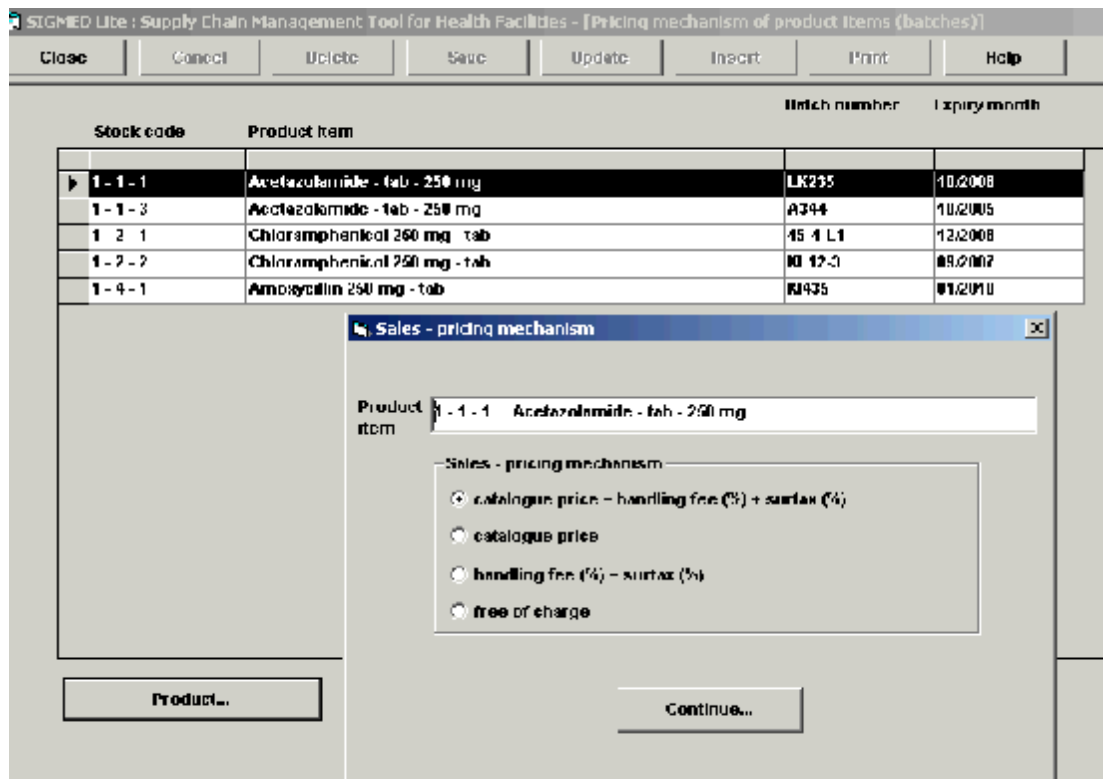 SIGMED Lite : Supply Chain Management Tool for Health Facilities - [Pricing mechanism of product items (batches)]
Close Cancel Delete Save Update Insert Print Help
Batch number Expiry month
Stock code Product item
1 - 1 - 1 Acetazolamide - tab - 250 mg LK235 10/2008
1 - 1 - 3 Acetazolamide - tab - 250 mg A344 10/2005
1 2 1 Chloramphenicol 250 mg - tab 45 4 L1 12/2008
1 - 2 - 2 Chloramphenicol 250 mg - tab 12-3 09/2007
1 - 4 - 1 Amoxycillin 250 mg - tab 01/2010
Sales - pricing mechanism
Product 1 - 1 - 1 Acetazolamide - tab - 250 mg
item
Sales - pricing mechanism
catalogue price + handling fee (%) + surtax (%)
catalogue price
handling fee (%) + surtax (%)
free of charge
Product...
Continue...